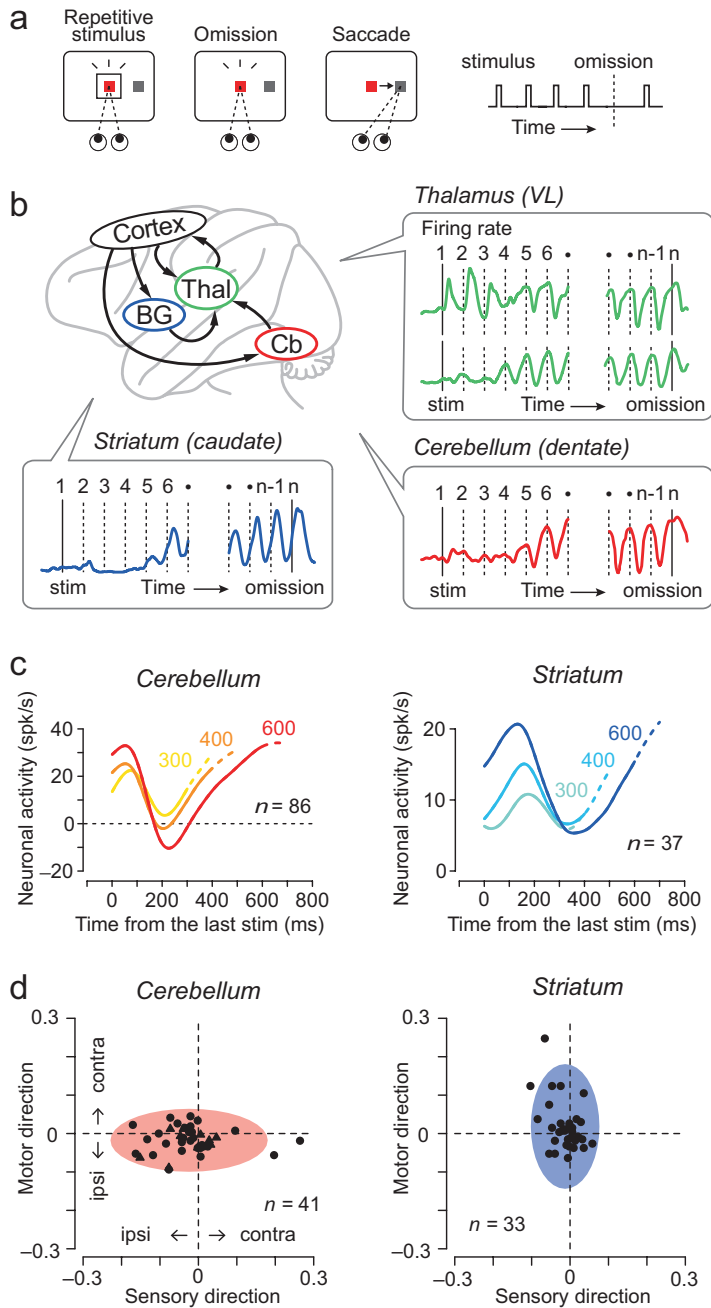 a
Repetitive stimulus
Omission
Saccade
stimulus omission
Time
b
Cortex
Thal
BG
Cb
Thalamus (VL)
Firing rate
1 2 3 4 5 6 • • • n-1 n
stim Time omission
Striatum (caudate)
1 2 3 4 5 6 • • • n-1 n
stim Time omission
Cerebellum (dentate)
1 2 3 4 5 6 • • • n-1 n
stim Time omission
c
Cerebellum
Neuronal activity (spk/s)
40
20
0
–20
300
400
600
n = 86
0 200 400 600 800
Time from the last stim (ms)
Striatum
Neuronal activity (spk/s)
20
10
0
600
400
300
n = 37
0 200 400 600 800
Time from the last stim (ms)
d
Cerebellum
Motor direction
ipsi contra
0.3
0
–0.3
n = 41
ipsi contra
–0.3 0 0.3
Sensory direction
Striatum
Motor direction
0.3
0
–0.3
n = 33
–0.3 0 0.3
Sensory direction